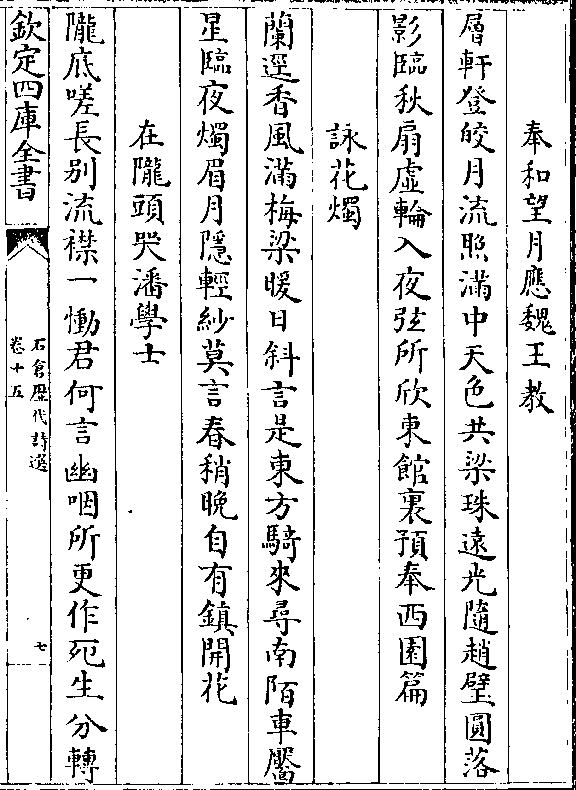 奉和望月應魏王教
層軒登皎月流照滿中天色共梁珠遠光隨趙璧圓落
影臨秋扇虛輪入夜弦所欣東館裏預奉西園篇
詠花燭
蘭逕香風滿梅梁暖日斜言是東方騎來尋南陌車靨
星臨夜燭眉月隱輕紗莫言春稍晚自有鎮開花
在隴頭哭潘學士
隴底嗟長别流襟一慟君何言幽咽所更作死生分轉
欽定四庫全書
石倉歷代詩選
卷十五
七